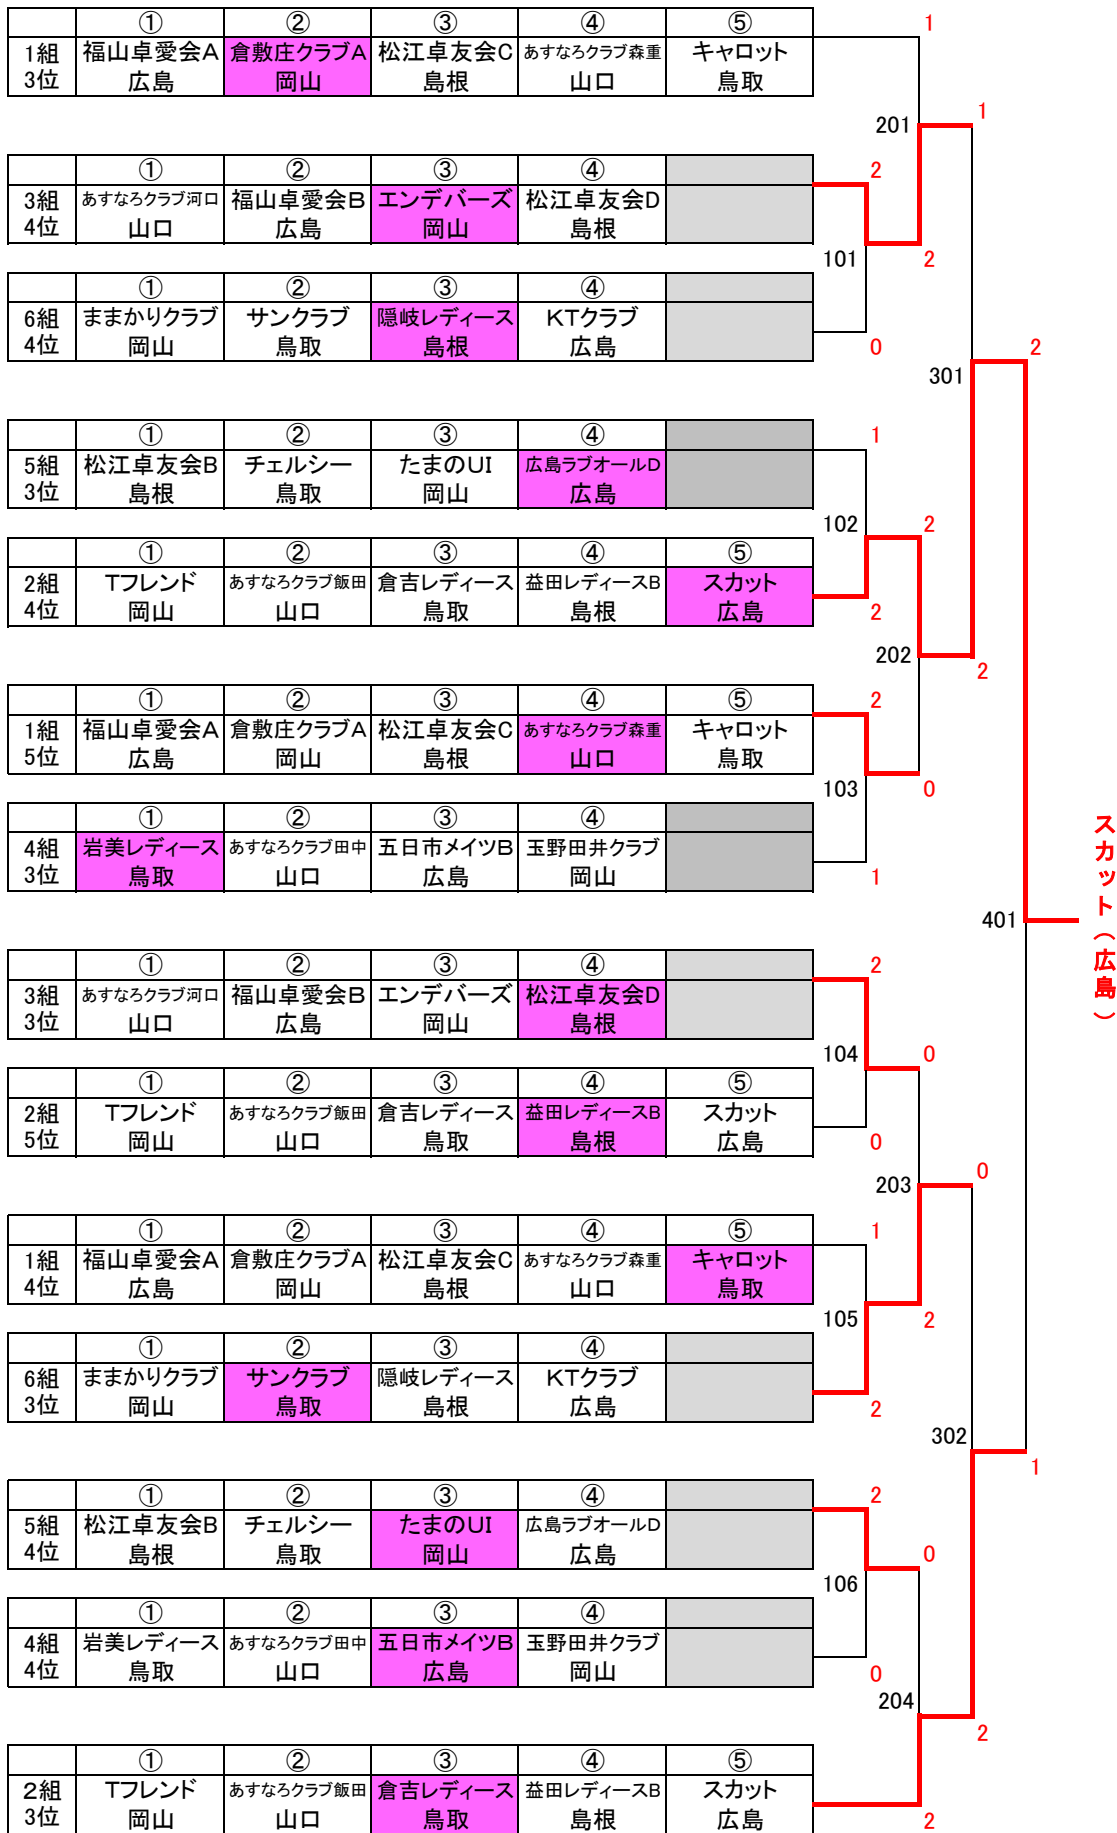 ① ② ③ ④ ⑤ 1
1組 福山卓愛会A 倉敷庄クラブA 松江卓友会C あすなろクラブ森重 キャロット
3位 広島 岡山 島根 山口 鳥取
201 1
① ② ③ ④ 2
3組 あすなろクラブ河口 福山卓愛会B エンデバーズ 松江卓友会D
4位 山口 広島 岡山 島根
101 2
① ② ③ ④
6組 ままかりクラブ サンクラブ 隠岐レディース KTクラブ
4位 岡山 鳥取 島根 広島 0
301 2
① ② ③ ④ 1
5組 松江卓友会B チェルシー たまのUI 広島ラブオールD
3位 島根 鳥取 岡山 広島
102 2
① ② ③ ④ ⑤
2組 Tフレンド あすなろクラブ飯田 倉吉レディース 益田レディースB スカット
4位 岡山 山口 鳥取 島根 広島 2
202 2
① ② ③ ④ ⑤ 2
1組 福山卓愛会A 倉敷庄クラブA 松江卓友会C あすなろクラブ森重 キャロット
5位 広島 岡山 島根 山口 鳥取
103 0
① ② ③ ④
4組 岩美レディース あすなろクラブ田中 五日市メイツB 玉野田井クラブ
3位 鳥取 山口 広島 岡山 1
401
スカット（広島）
① ② ③ ④ 2
3組 あすなろクラブ河口 福山卓愛会B エンデバーズ 松江卓友会D
3位 山口 広島 岡山 島根
104 0
① ② ③ ④ ⑤
2組 Tフレンド あすなろクラブ飯田 倉吉レディース 益田レディースB スカット
5位 岡山 山口 鳥取 島根 広島 0
203 0
① ② ③ ④ ⑤ 1
1組 福山卓愛会A 倉敷庄クラブA 松江卓友会C あすなろクラブ森重 キャロット
4位 広島 岡山 島根 山口 鳥取
105 2
① ② ③ ④
6組 ままかりクラブ サンクラブ 隠岐レディース KTクラブ
3位 岡山 鳥取 島根 広島 2
302 1
① ② ③ ④ 2
5組 松江卓友会B チェルシー たまのUI 広島ラブオールD
4位 島根 鳥取 岡山 広島
106 0
① ② ③ ④
4組 岩美レディース あすなろクラブ田中 五日市メイツB 玉野田井クラブ
4位 鳥取 山口 広島 岡山 0
204 2
① ② ③ ④ ⑤
2組 Tフレンド あすなろクラブ飯田 倉吉レディース 益田レディースB スカット
3位 岡山 山口 鳥取 島根 広島 2